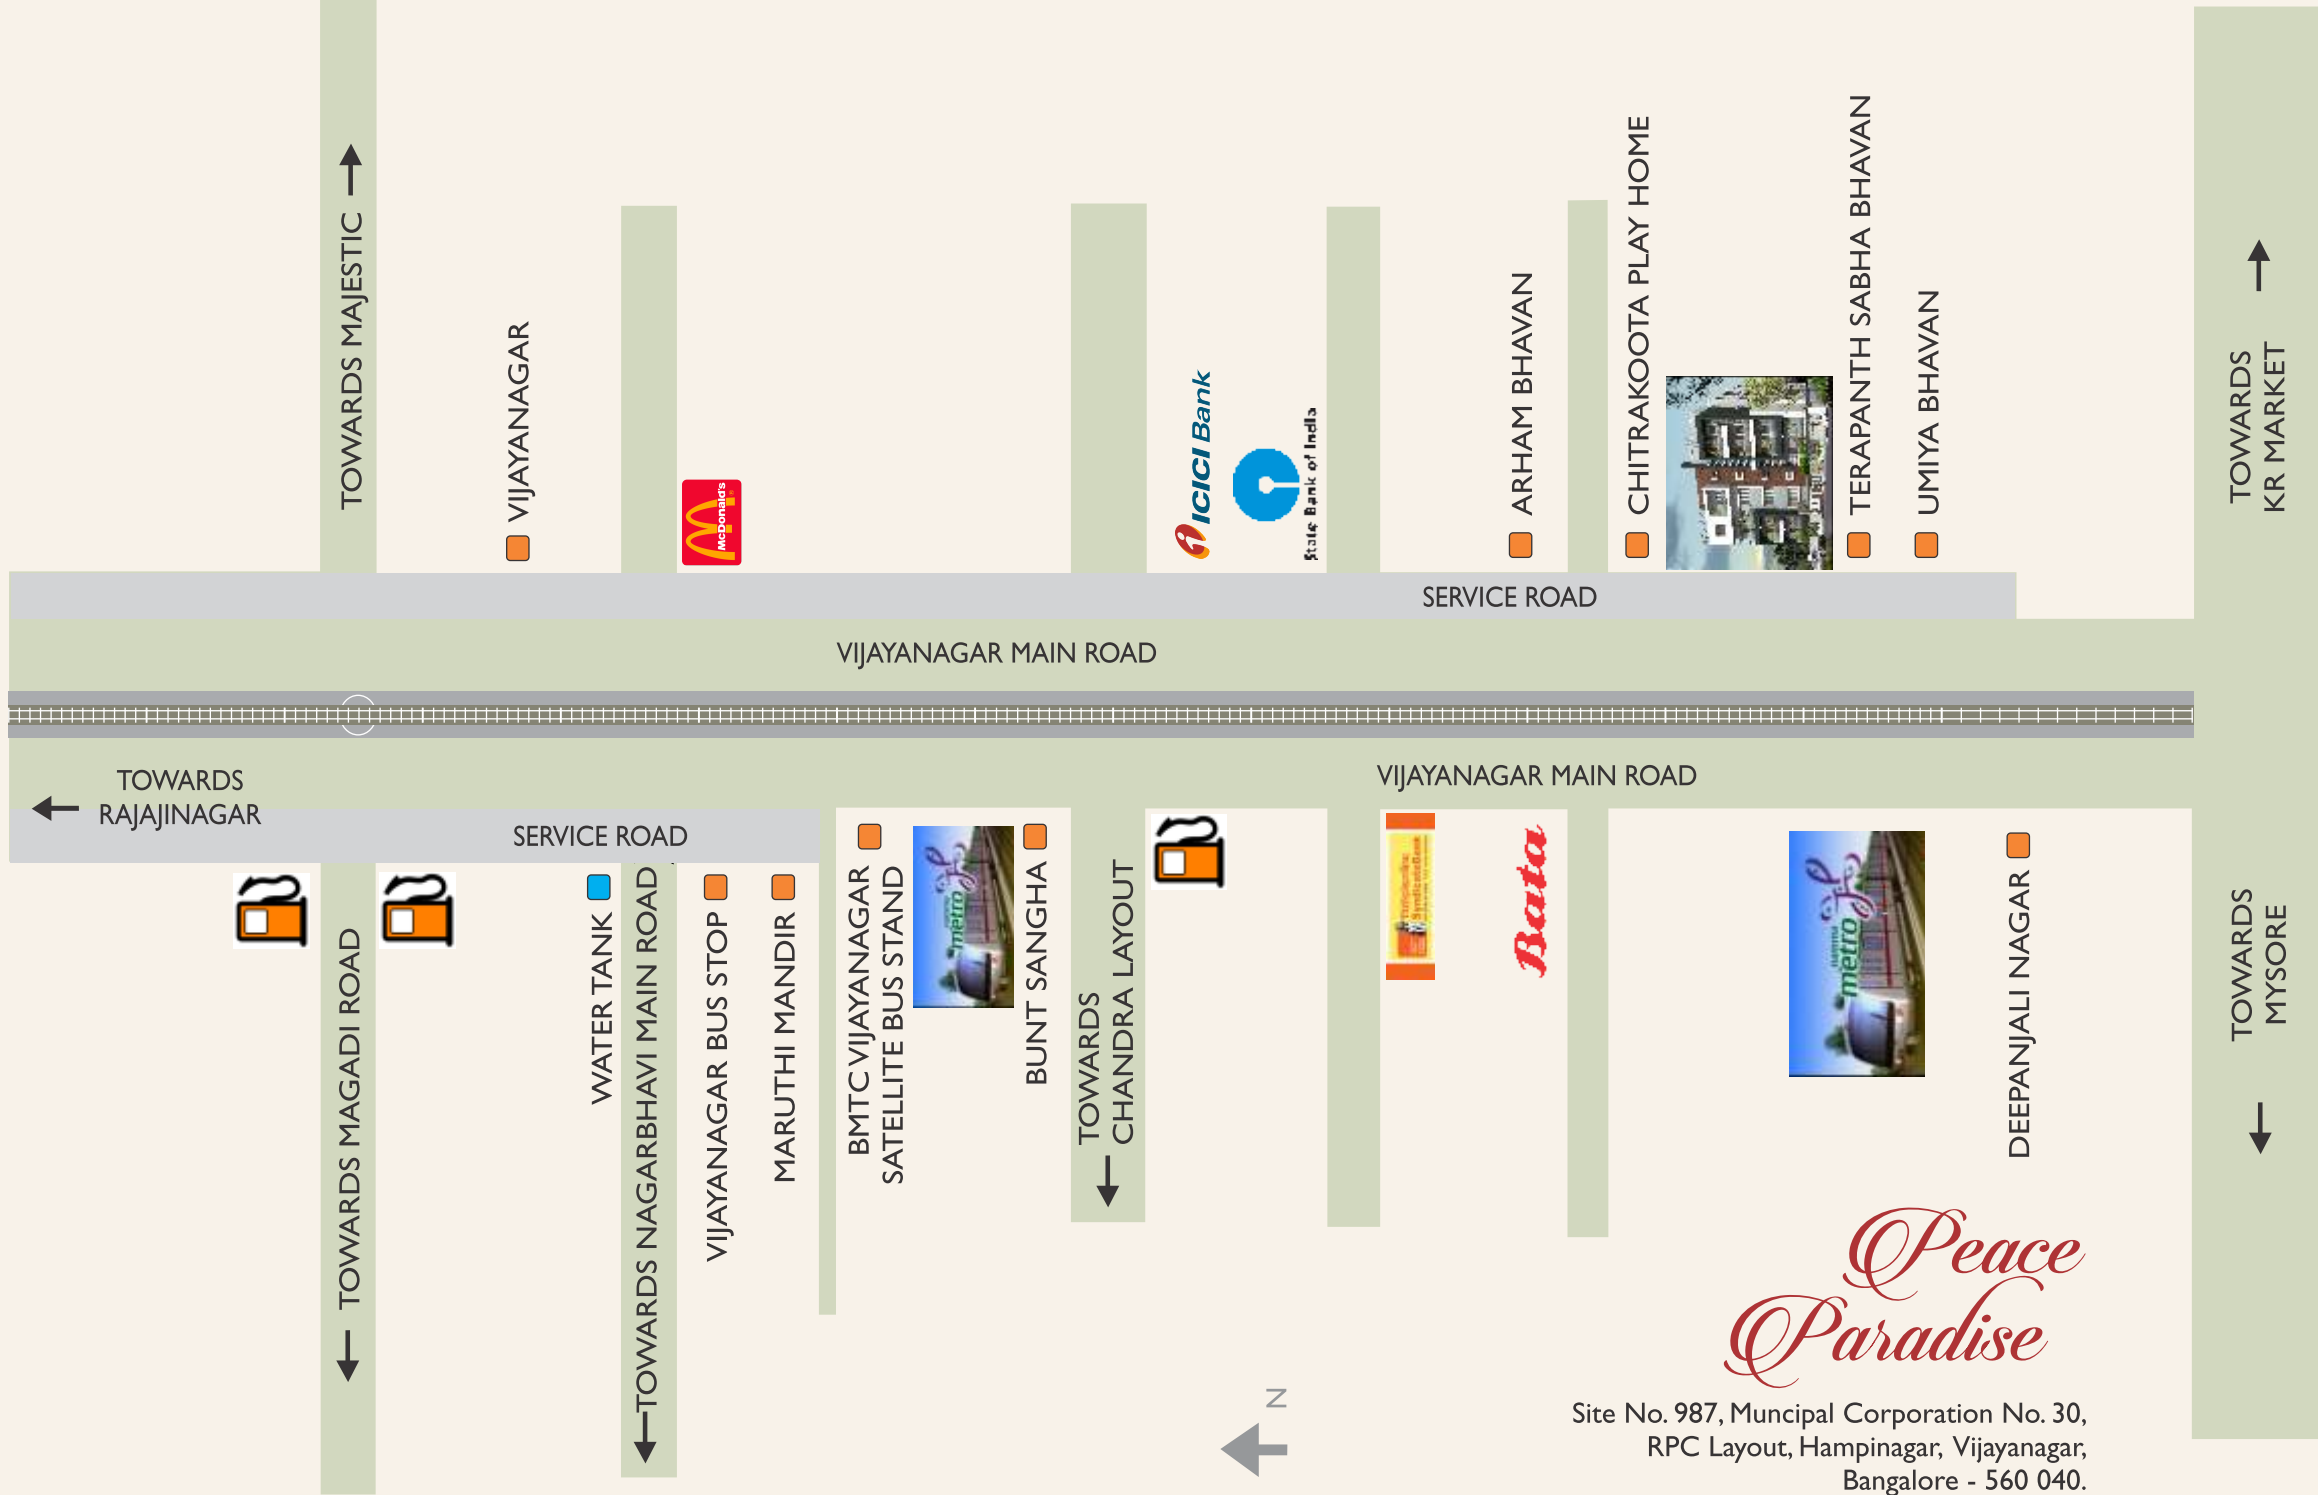 TOWARDS MAJESTIC
VIJAYANAGAR
McDonald's
ICICI Bank
State Bank of India
ARHAM BHAVAN
CHITRAKOOTA PLAY HOME
TERAPANTH SABHA BHAVAN
UMIYA BHAVAN
TOWARDS
KR MARKET
SERVICE ROAD
VIJAYANAGAR MAIN ROAD
VIJAYANAGAR MAIN ROAD
TOWARDS
RAJAJINAGAR
SERVICE ROAD
TOWARDS MAGADI ROAD
WATER TANK
TOWARDS NAGARBHAVI MAIN ROAD
VIJAYANAGAR BUS STOP
MARUTHI MANDIR
BMTC VIJAYANAGAR
SATELLITE BUS STAND
metro
BUNT SANGHA
TOWARDS
CHANDRA LAYOUT
SyndicateBank
Bata
metro
DEEPANJALI NAGAR
TOWARDS
MYSORE
N
Peace
Paradise
Site No. 987, Muncipal Corporation No. 30,
RPC Layout, Hampinagar, Vijayanagar,
Bangalore - 560 040.